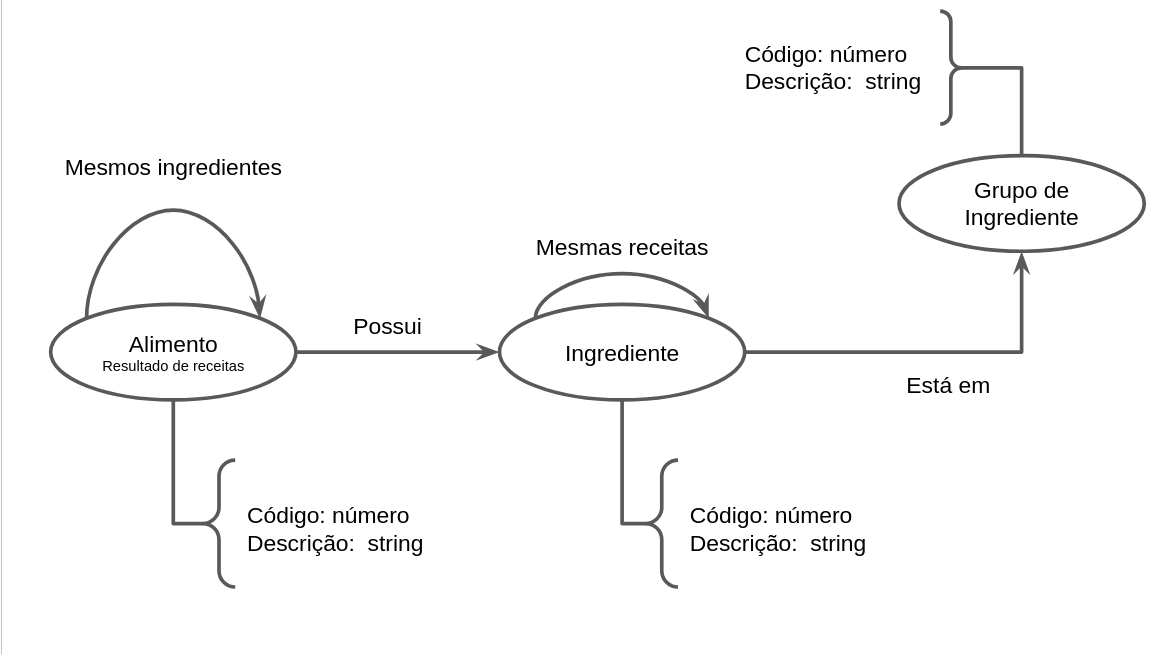 Código: número
Descrição:  string
Mesmos ingredientes
Grupo de
Ingrediente
Mesmas receitas
Possui
Alimento
Resultado de receitas
Ingrediente
Está em
Código: número
Descrição:  string
Código: número
Descrição:  string